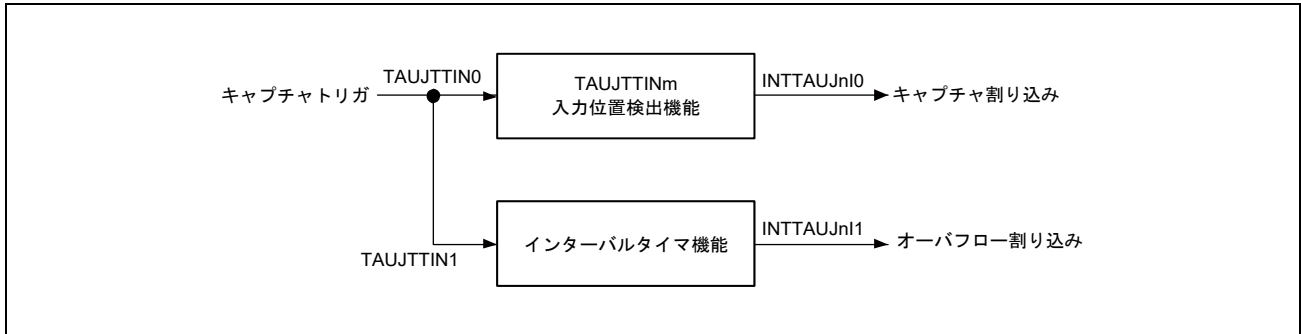 キャプチャトリガ
TAUJTTIN0
TAUJTTINm
入力位置検出機能
INTTAUJnI0
キャプチャ割り込み
TAUJTTIN1
インターバルタイマ機能
INTTAUJnI1
オーバフロー割り込み